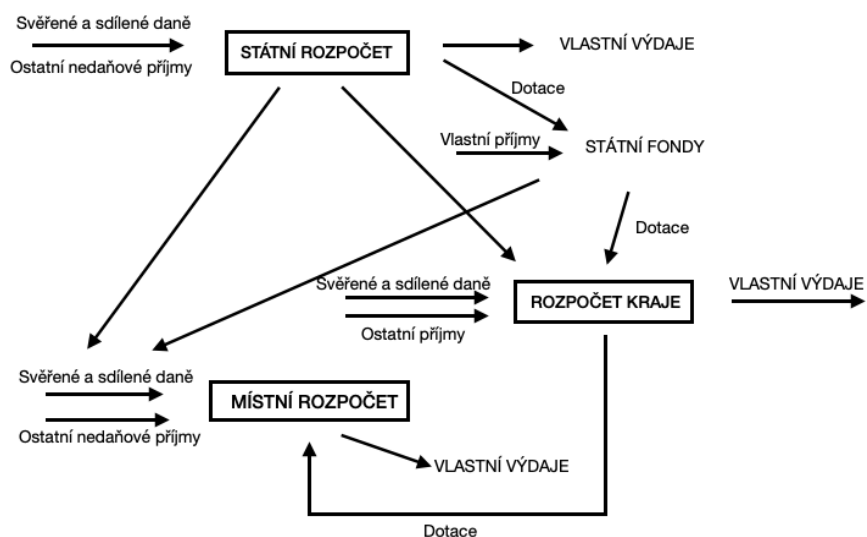 Svěřené a sdílené daně
Ostatní nedaňové příjmy
STÁTNÍ ROZPOČET
VLASTNÍ VÝDAJE
Dotace
Vlastní příjmy
STÁTNÍ FONDY
Dotace
Svěřené a sdílené daně
Ostatní příjmy
ROZPOČET KRAJE
VLASTNÍ VÝDAJE
Svěřené a sdílené daně
Ostatní nedaňové příjmy
MÍSTNÍ ROZPOČET
VLASTNÍ VÝDAJE
Dotace